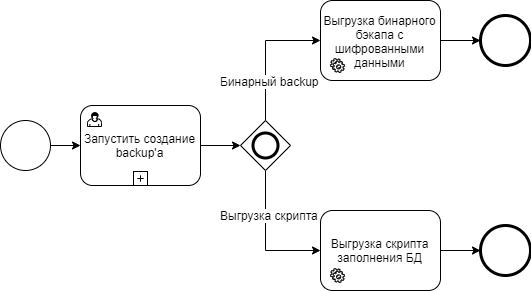 Выгрузка бинарного
бэкапа с
шифрованными
данными
Бинарный backup
Запустить создание
backup'а
Выгрузка скрипта
Выгрузка скрипта
заполнения БД